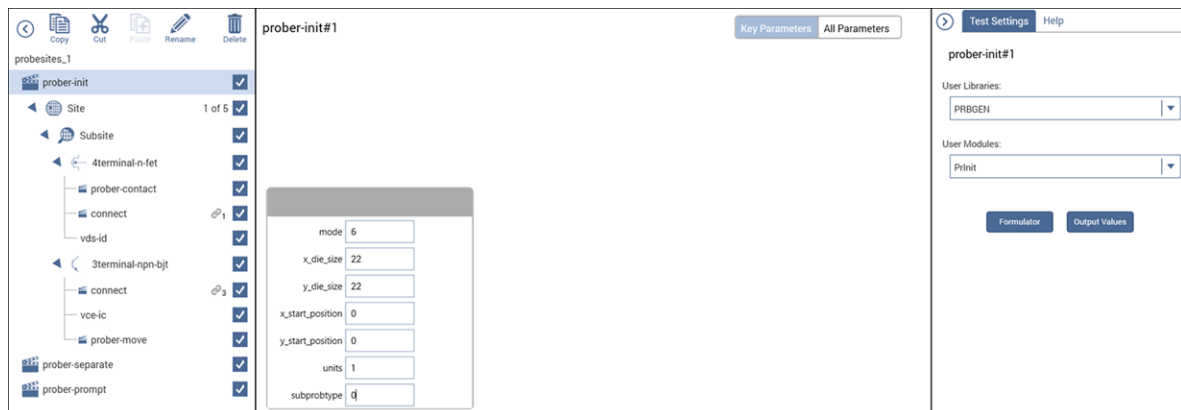 Copy Cut Paste Rename Delete
probesites_1
prober-init
Site 1 of 5
Subsite
4terminal-n-fet
prober-contact
connect 1
vds-id
3terminal-npn-bjt
connect 3
vce-ic
prober-move
prober-separate
prober-prompt
prober-init#1
Key Parameters All Parameters
mode 6
x_die_size 22
y_die_size 22
x_start_position 0
y_start_position 0
units 1
subprobtype 0
Test Settings Help
prober-init#1
User Libraries:
PRBGEN
User Modules:
PrInit
Formulator Output Values